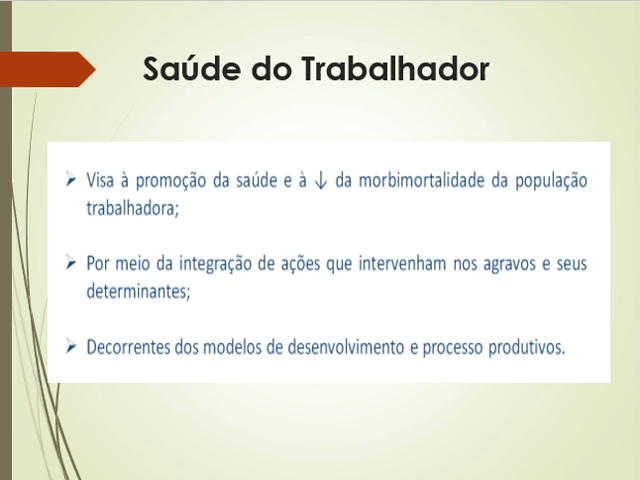 Saúde do Trabalhador
➢ Visa à promoção da saúde e à ↓ da morbimortalidade da população
trabalhadora;
➢ Por meio da integração de ações que intervenham nos agravos e seus
determinantes;
➢ Decorrentes dos modelos de desenvolvimento e processo produtivos.